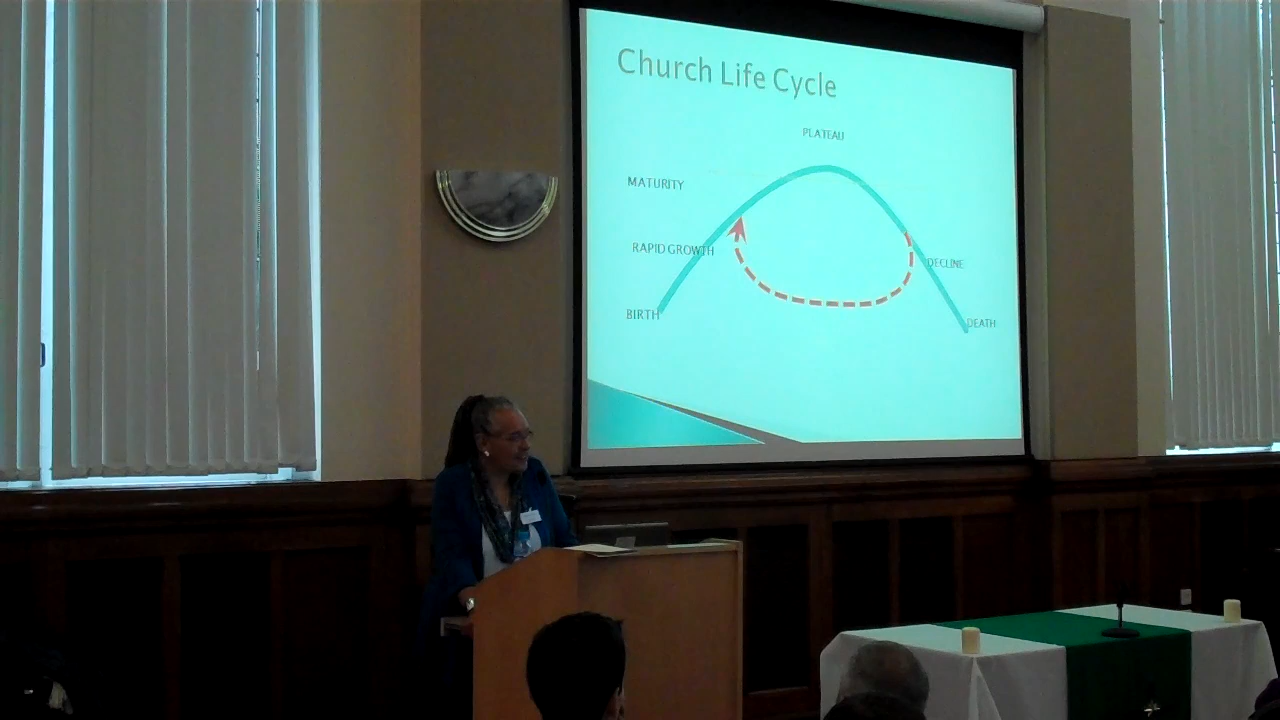 Church Life Cycle
PLATEAU
MATURITY
RAPID GROWTH
DECLINE
BIRTH
DEATH